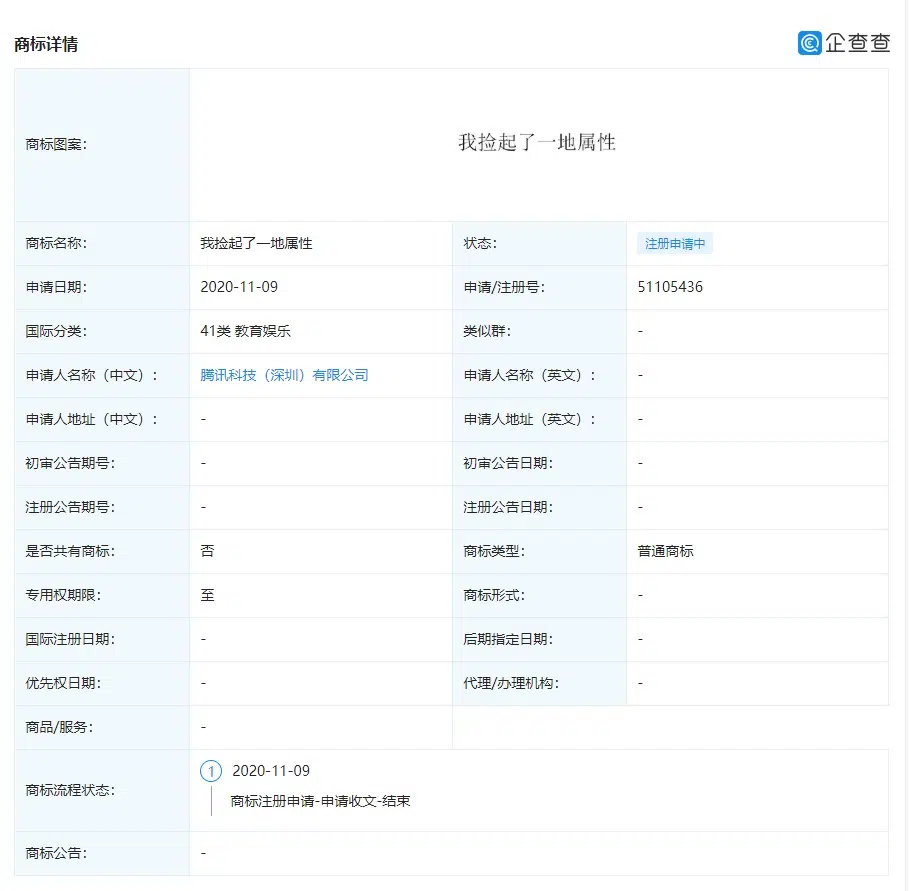 商标详情
企查查
商标图案：
我捡起了一地属性
商标名称： 我捡起了一地属性 状态： 注册申请中
申请日期： 2020-11-09 申请/注册号： 51105436
国际分类： 41类 教育娱乐 类似群： -
申请人名称（中文）： 腾讯科技（深圳）有限公司 申请人名称（英文）： -
申请人地址（中文）： - 申请人地址（英文）： -
初审公告期号： - 初审公告日期： -
注册公告期号： - 注册公告日期： -
是否共有商标： 否 商标类型： 普通商标
专用权期限： 至 商标形式： -
国际注册日期： - 后期指定日期： -
优先权日期： - 代理/办理机构： -
商品/服务： -
商标流程状态：
1 2020-11-09
商标注册申请-申请收文-结束
商标公告： -